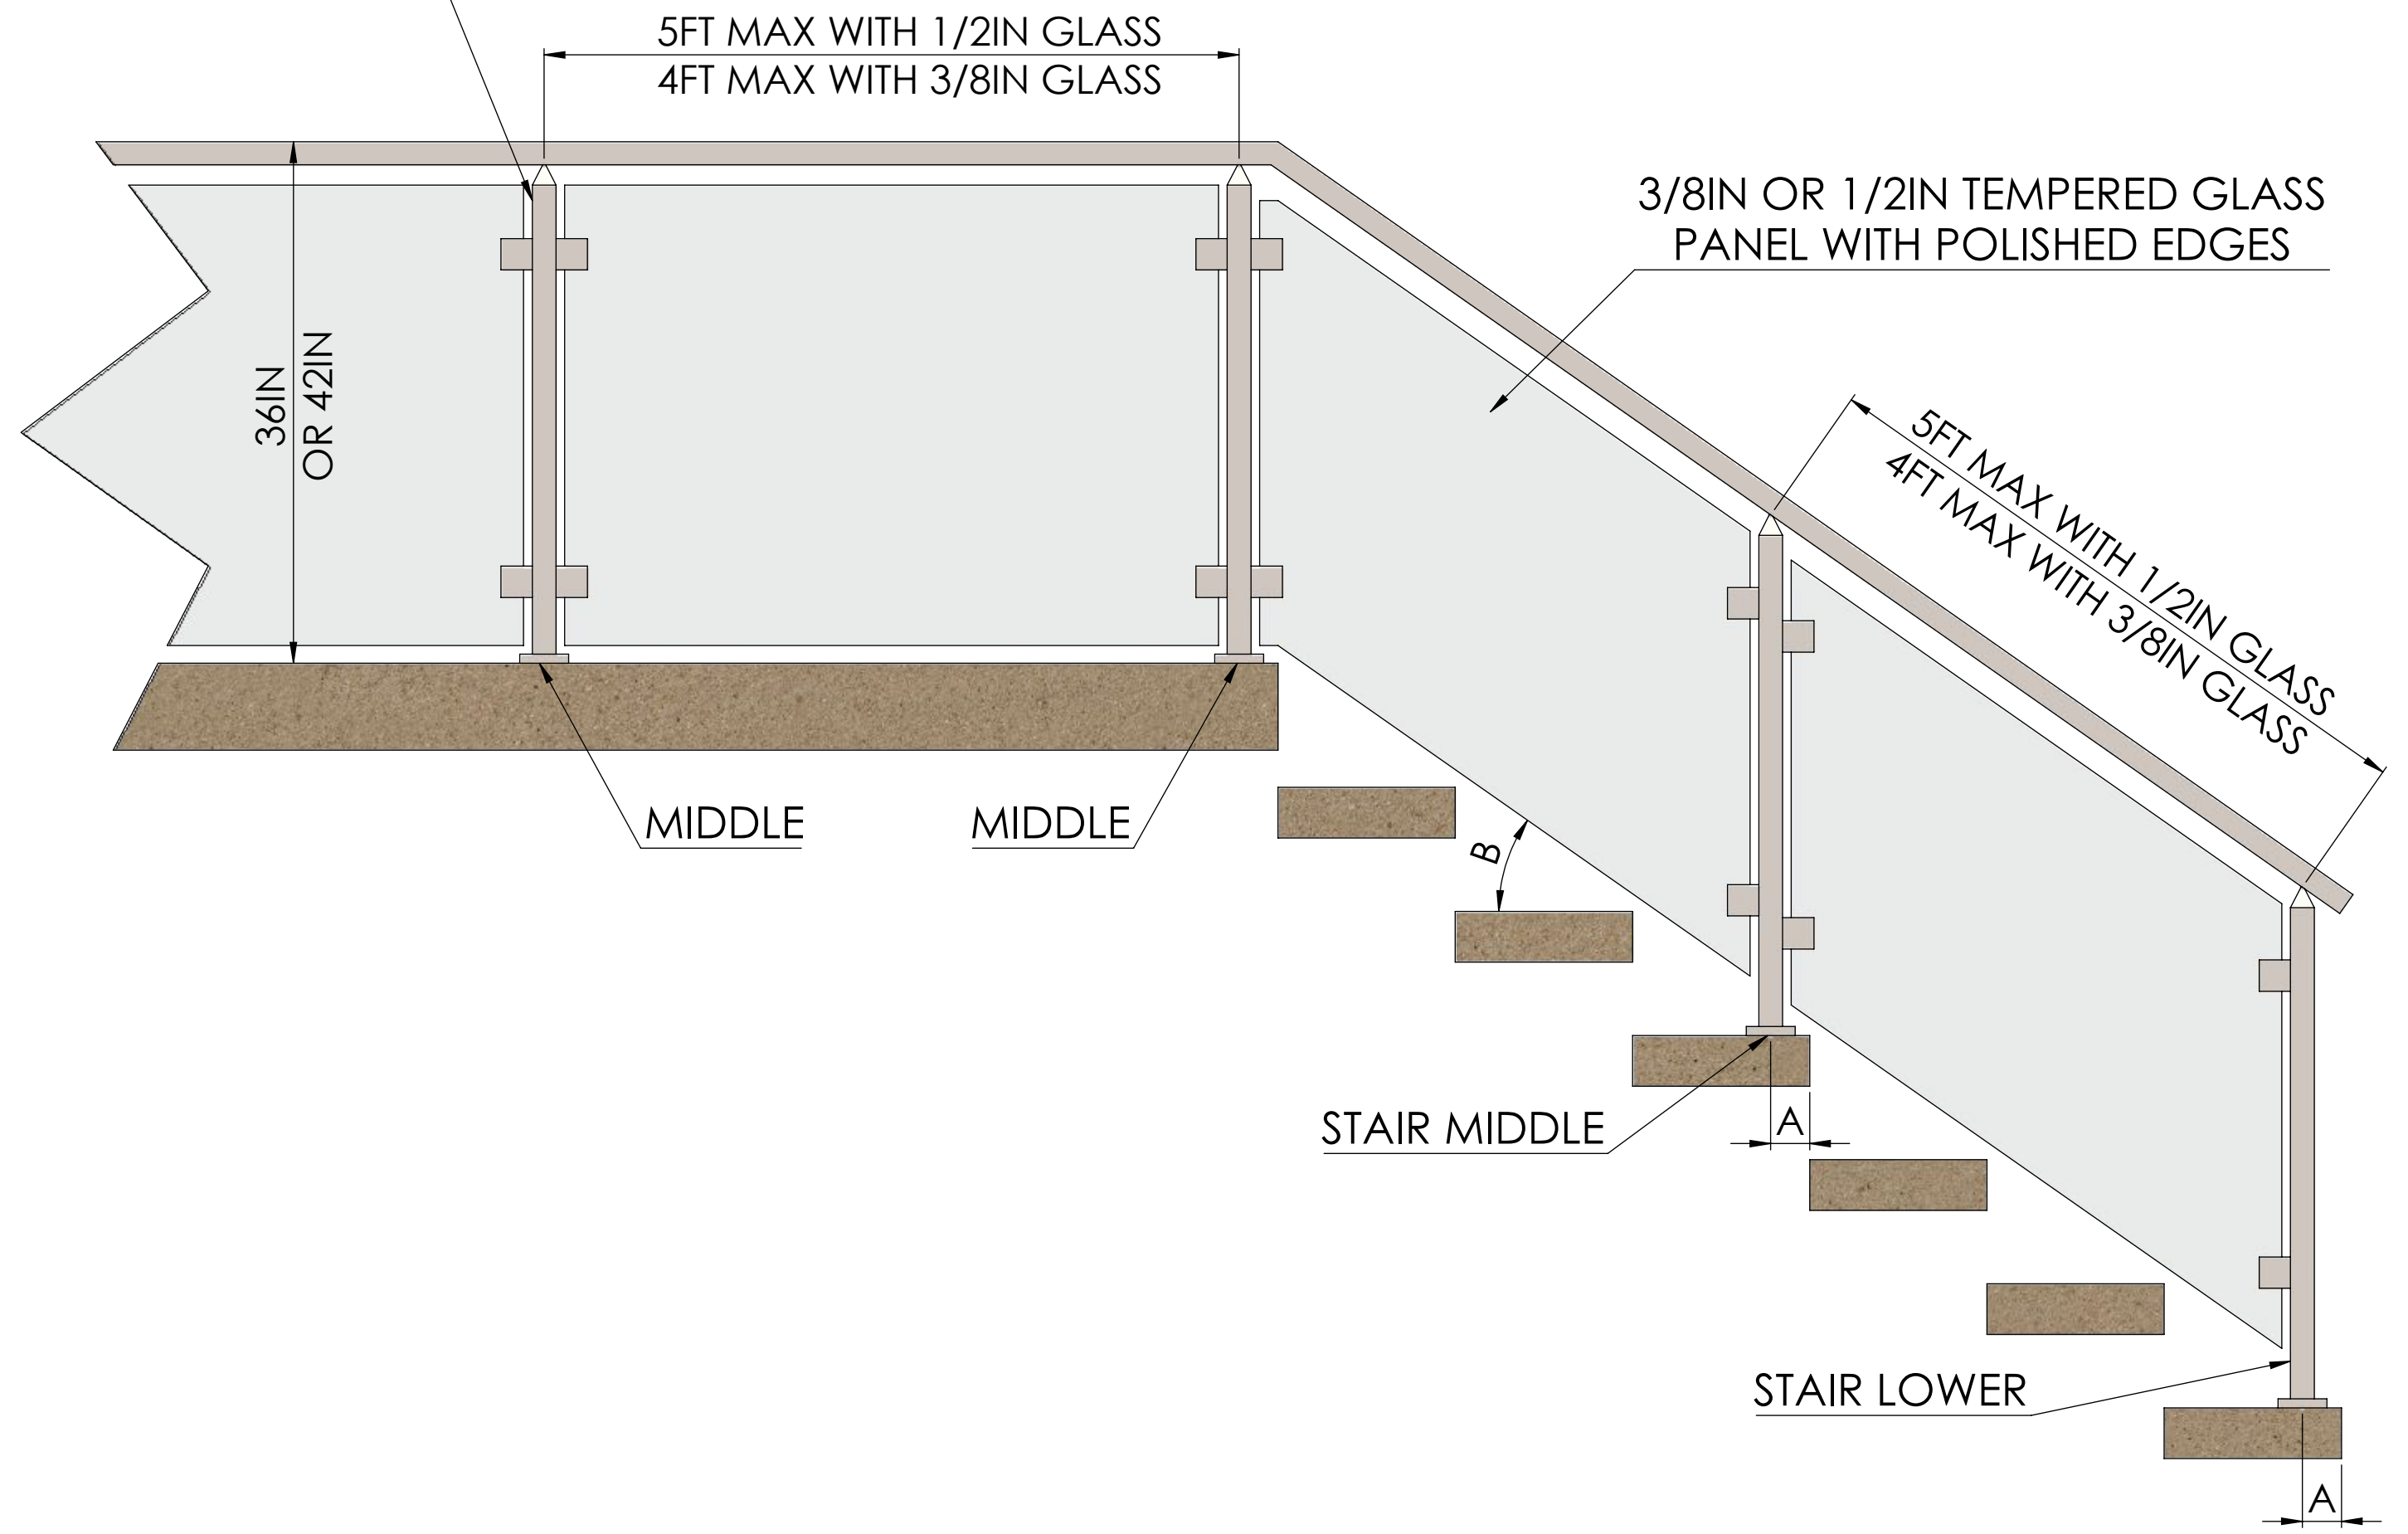 5FT MAX WITH 1/2IN GLASS
4FT MAX WITH 3/8IN GLASS
3/8IN OR 1/2IN TEMPERED GLASS
PANEL WITH POLISHED EDGES
36IN
OR 42IN
5FT MAX WITH 1/2IN GLASS
4FT MAX WITH 3/8IN GLASS
MIDDLE
MIDDLE
B
STAIR MIDDLE
A
STAIR LOWER
A